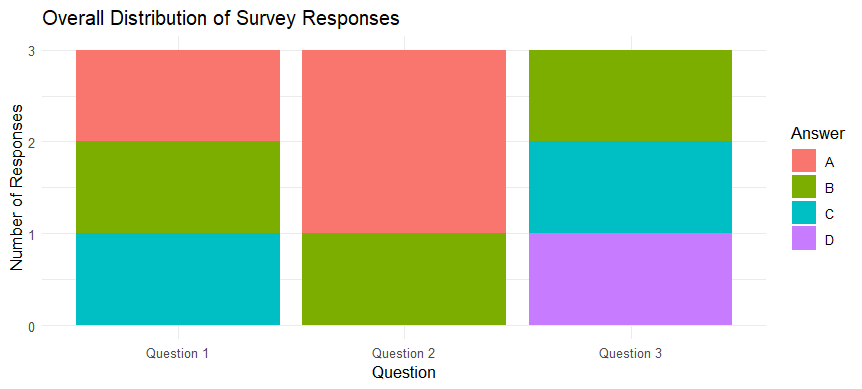 Overall Distribution of Survey Responses
Number of Responses
3
2
1
0
Question 1
Question 2
Question 3
Question
Answer
A
B
C
D